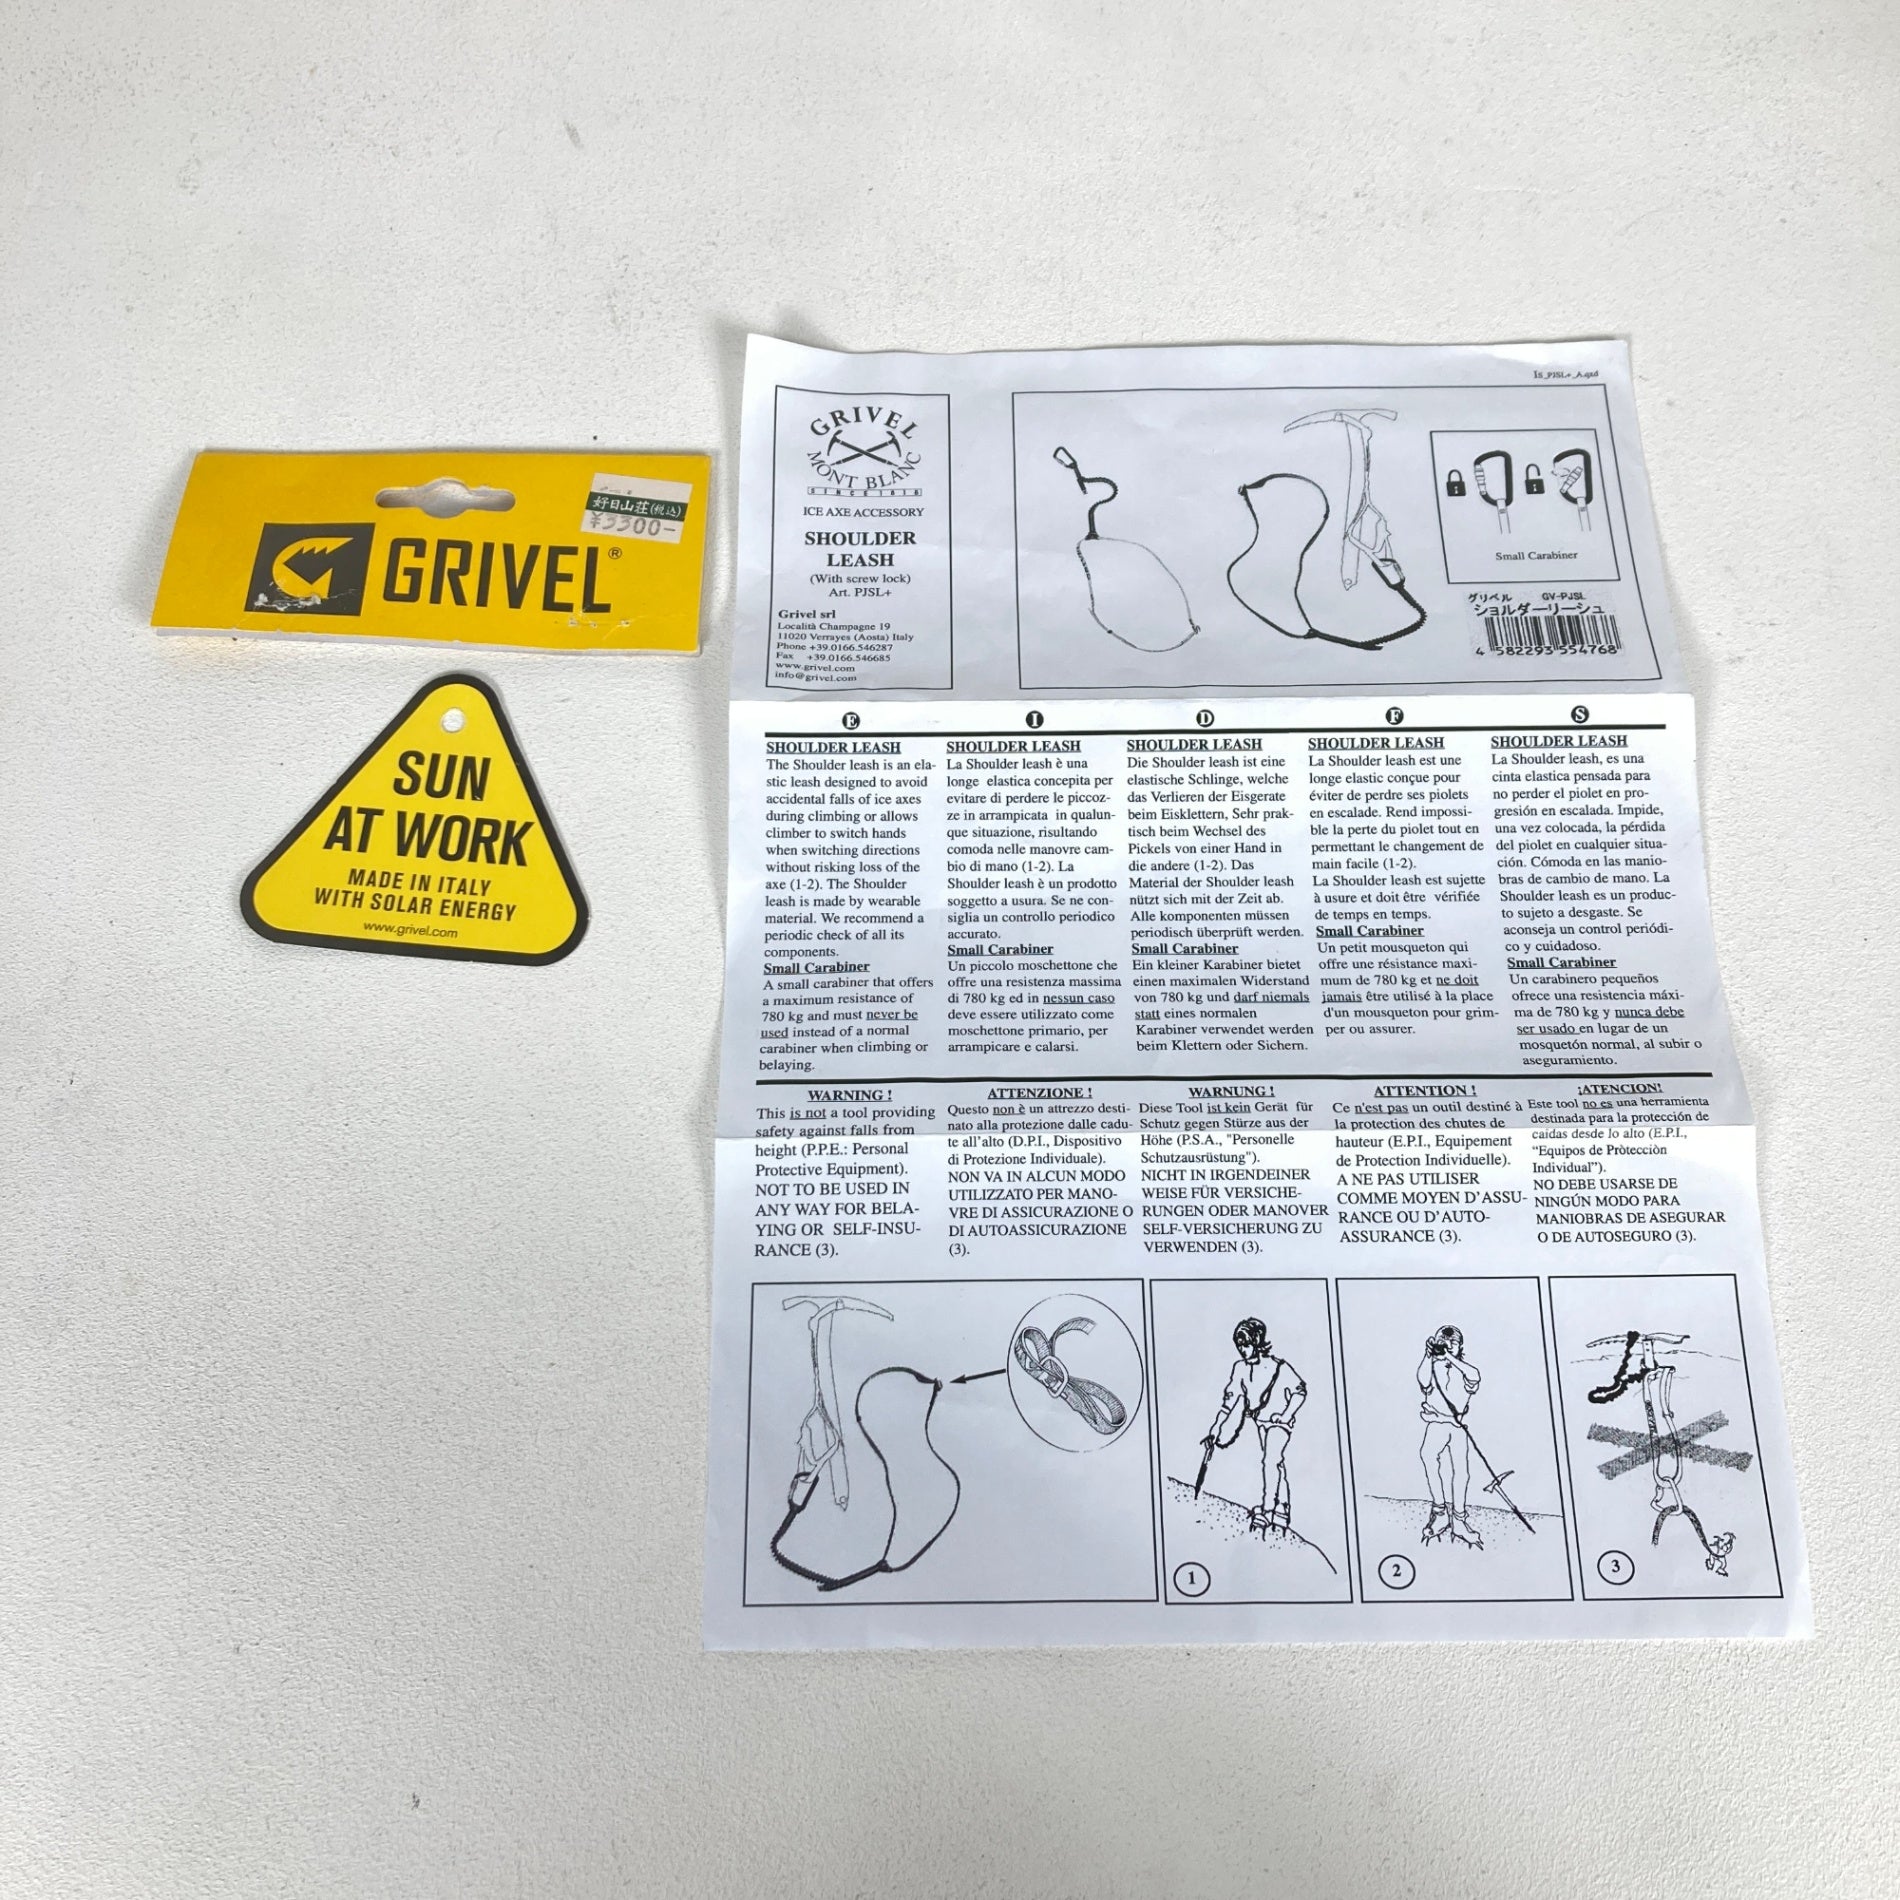 好日山荘(税込)
¥3300-
GRIVEL®
SUN
AT WORK
MADE IN ITALY
WITH SOLAR ENERGY
www.grivel.com
Is_PJSL+_A.qxd
GRIVEL
MONT BLANC
SINCE 1818
ICE AXE ACCESSORY
SHOULDER
LEASH
(With screw lock)
Art. PJSL+
Grivel srl
Località Champagne 19
11020 Verrayes (Aosta) Italy
Phone +39.0166.546287
Fax +39.0166.546685
www.grivel.com
info@grivel.com
Small Carabiner
グリベル GV-PJSL
ショルダーリーシュ
4 582293 554768
E
SHOULDER LEASH
The Shoulder leash is an ela-
stic leash designed to avoid
accidental falls of ice axes
during climbing or allows
climber to switch hands
when switching directions
without risking loss of the
axe (1-2). The Shoulder
leash is made by wearable
material. We recommend a
periodic check of all its
components.
Small Carabiner
A small carabiner that offers
a maximum resistance of
780 kg and must never be
used instead of a normal
carabiner when climbing or
belaying.
I
SHOULDER LEASH
La Shoulder leash è una
longe elastica concepita per
evitare di perdere le piccoz-
ze in arrampicata in qualun-
que situazione, risultando
comoda nelle manovre cam-
bio di mano (1-2). La
Shoulder leash è un prodotto
soggetto a usura. Se ne con-
siglia un controllo periodico
accurato.
Small Carabiner
Un piccolo moschettone che
offre una resistenza massima
di 780 kg ed in nessun caso
deve essere utilizzato come
moschettone primario, per
arrampicare e calarsi.
D
SHOULDER LEASH
Die Shoulder leash ist eine
elastische Schlinge, welche
das Verlieren der Eisgerate
beim Eisklettern, Sehr prak-
tisch beim Wechsel des
Pickels von einer Hand in
die andere (1-2). Das
Material der Shoulder leash
nützt sich mit der Zeit ab.
Alle komponenten müssen
periodisch überprüft werden.
Small Carabiner
Ein kleiner Karabiner bietet
einen maximalen Widerstand
von 780 kg und darf niemals
statt eines normalen
Karabiner verwendet werden
beim Klettern oder Sichern.
F
SHOULDER LEASH
La Shoulder leash est une
longe elastic conçue pour
éviter de perdre ses piolets
en escalade. Rend impossi-
ble la perte du piolet tout en
permettant le changement de
main facile (1-2).
La Shoulder leash est sujette
à usure et doit être vérifiée
de temps en temps.
Small Carabiner
Un petit mousqueton qui
offre une résistance maxi-
mum de 780 kg et ne doit
jamais être utilisé à la place
d'un mousqueton pour grim-
per ou assurer.
S
SHOULDER LEASH
La Shoulder leash, es una
cinta elastica pensada para
no perder el piolet en pro-
gresión en escalada. Impide,
una vez colocada, la pérdida
del piolet en cualquier situa-
ción. Cómoda en las manio-
bras de cambio de mano. La
Shoulder leash es un produc-
to sujeto a desgaste. Se
aconseja un control periódi-
co y cuidadoso.
Small Carabiner
Un carabinero pequeños
ofrece una resistencia máxi-
ma de 780 kg y nunca debe
ser usado en lugar de un
mosquetón normal, al subir o
aseguramiento.
WARNING !
This is not a tool providing
safety against falls from
height (P.P.E.: Personal
Protective Equipment).
NOT TO BE USED IN
ANY WAY FOR BELA-
YING OR SELF-INSU-
RANCE (3).
ATTENZIONE !
Questo non è un attrezzo desti-
nato alla protezione dalle cadu-
te all'alto (D.P.I., Dispositivo
di Protezione Individuale).
NON VA IN ALCUN MODO
UTILIZZATO PER MANO-
VRE DI ASSICURAZIONE O
DI AUTOASSICURAZIONE
(3).
WARNUNG !
Diese Tool ist kein Gerät für
Schutz gegen Stürze aus der
Höhe (P.S.A., "Personelle
Schutzausrüstung").
NICHT IN IRGENDEINER
WEISE FÜR VERSICHE-
RUNGEN ODER MANOVER
SELF-VERSICHERUNG ZU
VERWENDEN (3).
ATTENTION !
Ce n'est pas un outil destiné à
la protection des chutes de
hauteur (E.P.I., Equipement
de Protection Individuelle).
A NE PAS UTILISER
COMME MOYEN D'ASSU-
RANCE OU D'AUTO-
ASSURANCE (3).
¡ATENCION!
Este tool no es una herramienta
destinada para la protección de
caidas desde lo alto (E.P.I.,
“Equipos de Pròtecciòn
Individual”).
NO DEBE USARSE DE
NINGÚN MODO PARA
MANIOBRAS DE ASEGURAR
O DE AUTOSEGURO (3).
1
2
3